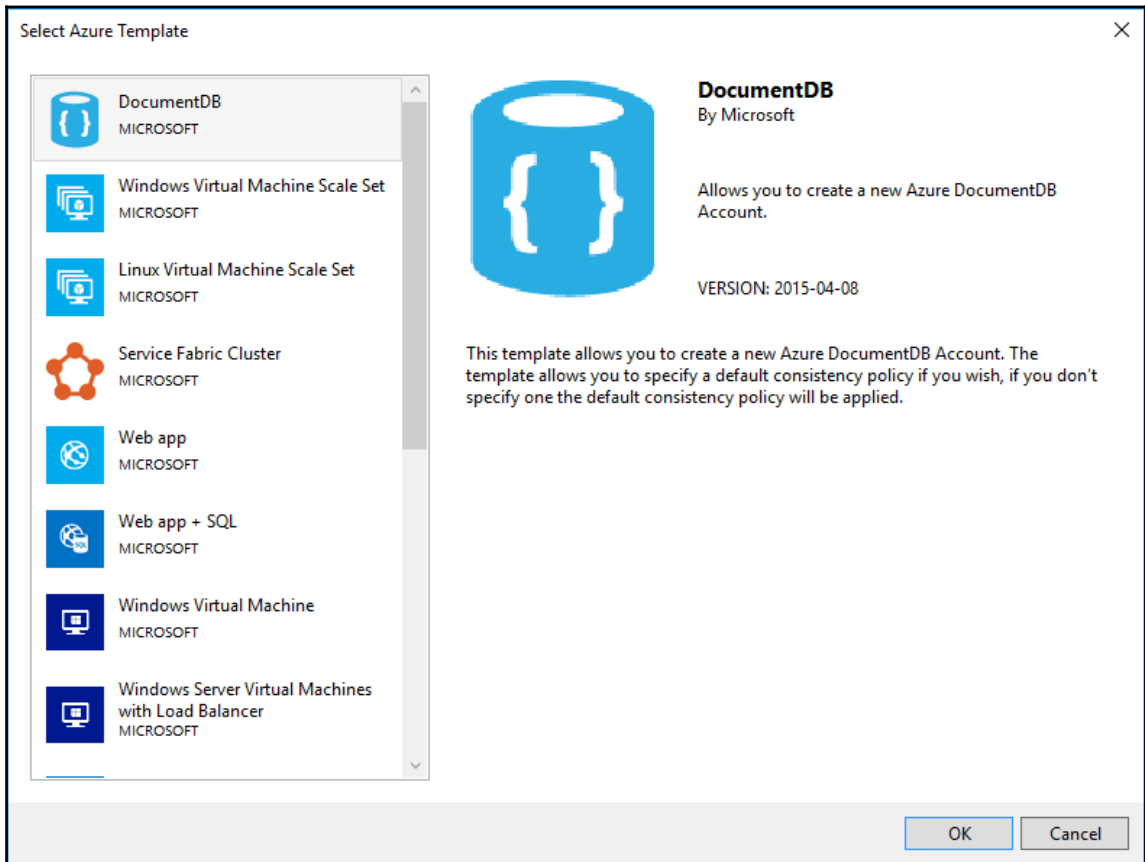 Select Azure Template
DocumentDB
MICROSOFT
Windows Virtual Machine Scale Set
MICROSOFT
Linux Virtual Machine Scale Set
MICROSOFT
Service Fabric Cluster
MICROSOFT
Web app
MICROSOFT
Web app + SQL
MICROSOFT
Windows Virtual Machine
MICROSOFT
Windows Server Virtual Machines
with Load Balancer
MICROSOFT
{ }
DocumentDB
By Microsoft
Allows you to create a new Azure DocumentDB
Account.
VERSION: 2015-04-08
This template allows you to create a new Azure DocumentDB Account. The
template allows you to specify a default consistency policy if you wish, if you don't
specify one the default consistency policy will be applied.
OK
Cancel